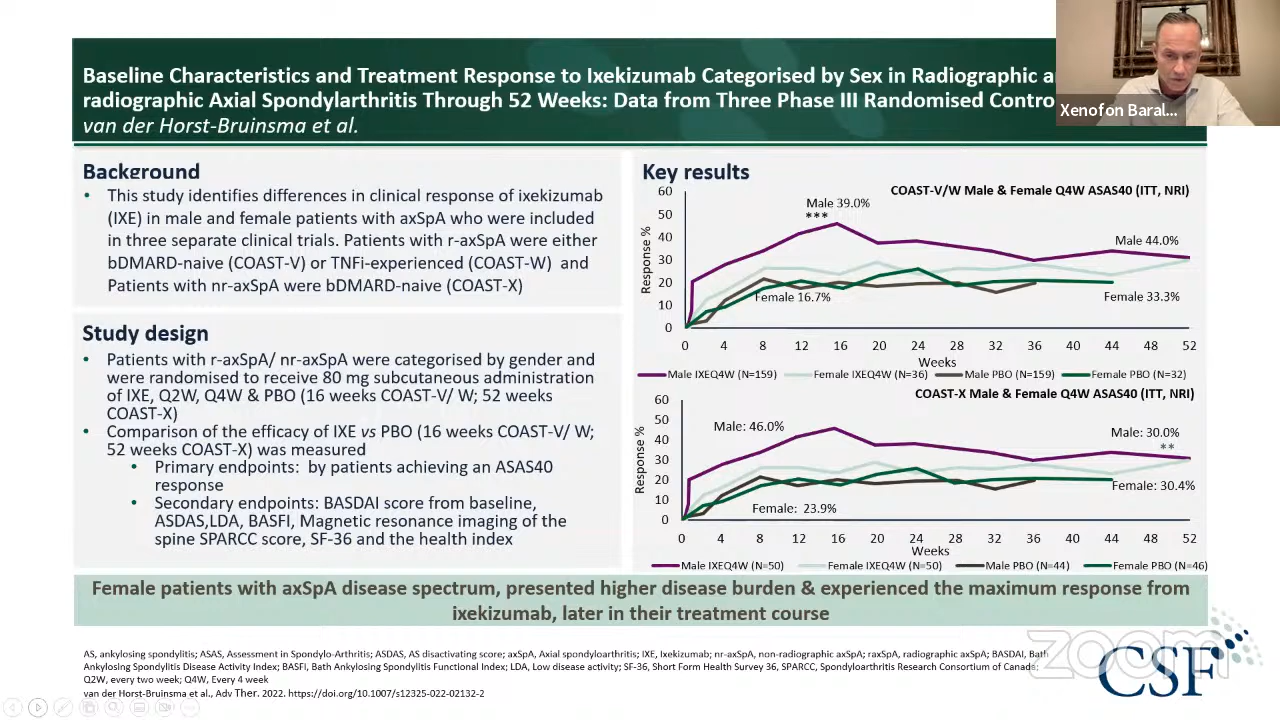 Baseline Characteristics and Treatment Response to Ixekizumab Categorised by Sex in Radiographic
radiographic Axial Spondylarthritis Through 52 Weeks: Data from Three Phase III Randomised
van der Horst-Bruinsma et al.
Xenofon Baral...
Background
• This study identifies differences in clinical response of ixekizumab
(IXE) in male and female patients with axSpA who were included
in three separate clinical trials. Patients with r-axSpA were either
bDMARD-naive (COAST-V) or TNFi-experienced (COAST-W) and
Patients with nr-axSpA were bDMARD-naive (COAST-X)
Study design
• Patients with r-axSpA/ nr-axSpA were categorised by gender and
were randomised to receive 80 mg subcutaneous administration
of IXE, Q2W, Q4W & PBO (16 weeks COAST-V/ W; 52 weeks
COAST-X)
• Comparison of the efficacy of IXE vs PBO (16 weeks COAST-V/ W;
52 weeks COAST-X) was measured
• Primary endpoints: by patients achieving an ASAS40
response
• Secondary endpoints: BASDAI score from baseline,
ASDAS,LDA, BASFI, Magnetic resonance imaging of the
spine SPARCC score, SF-36 and the health index
Key results
COAST-V/W Male & Female Q4W ASAS40 (ITT, NRI)
Response %
60
50
40
30
20
10
0
Male 39.0%
***
Male 44.0%
Female 16.7%
Female 33.3%
0 4 8 12 16 20 24 28 32 36 40 44 48 52
Weeks
Male IXEQ4W (N=159) Female IXEQ4W (N=36) Male PBO (N=159) Female PBO (N=32)
COAST-X Male & Female Q4W ASAS40 (ITT, NRI)
Response %
60
50
40
30
20
10
0
Male: 46.0%
Male: 30.0%
**
Female: 30.4%
Female: 23.9%
0 4 8 12 16 20 24 28 32 36 40 44 48 52
Weeks
Male IXEQ4W (N=50) Female IXEQ4W (N=50) Male PBO (N=44) Female PBO (N=46)
Female patients with axSpA disease spectrum, presented higher disease burden & experienced the maximum response from
ixekizumab, later in their treatment course
AS, ankylosing spondylitis; ASAS, Assessment in Spondylo-Arthritis; ASDAS, AS disactivating score; axSpA, Axial spondyloarthritis; IXE, Ixekizumab; nr-axSpA, non-radiographic axSpA; raxSpA, radiographic axSpA; BASDAI, Bath
Ankylosing Spondylitis Disease Activity Index; BASFI, Bath Ankylosing Spondylitis Functional Index; LDA, Low disease activity; SF-36, Short Form Health Survey 36, SPARCC, Spondyloarthritis Research Consortium of Canada;
Q2W, every two week; Q4W, Every 4 week
van der Horst-Bruinsma et al., Adv Ther. 2022. https://doi.org/10.1007/s12325-022-02132-2
zoom
CSF